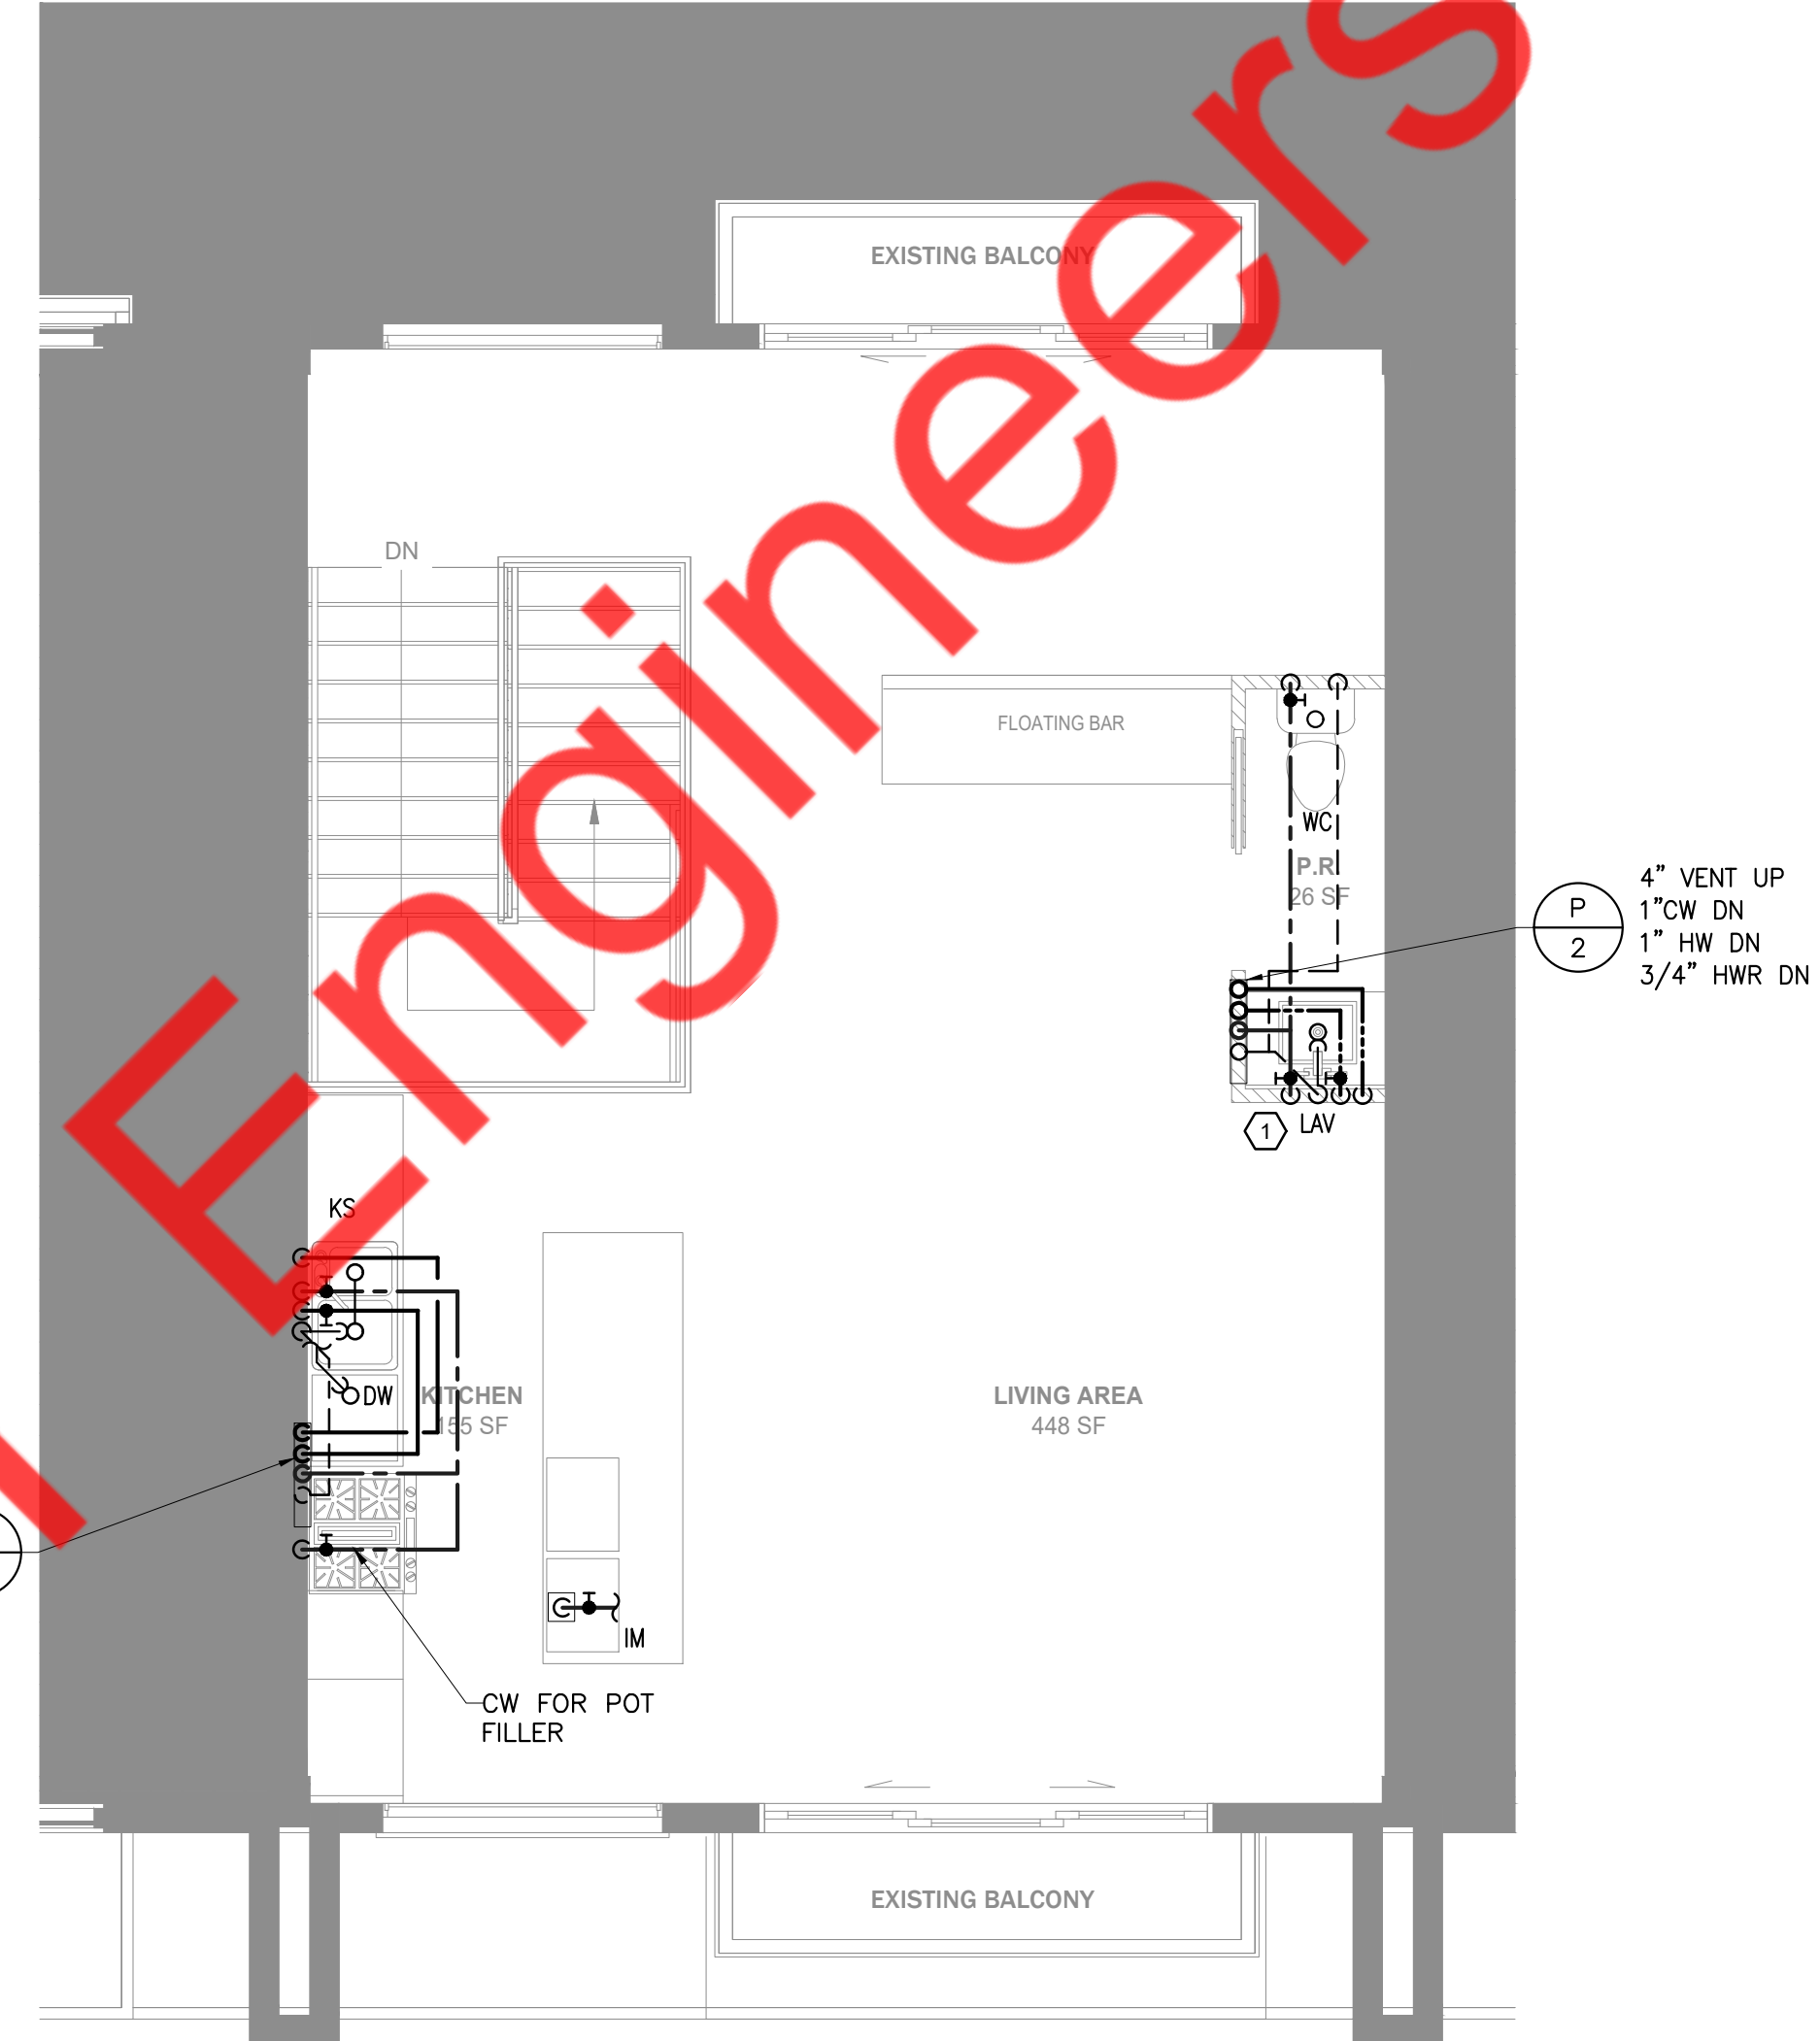 EXISTING BALCONY
DN
FLOATING BAR
WC
P.R.
26 SF
P
2
4" VENT UP
1"CW DN
1" HW DN
3/4" HWR DN
1
LAV
KS
DW
KITCHEN
155 SF
LIVING AREA
448 SF
IM
CW FOR POT
FILLER
EXISTING BALCONY
Engineers